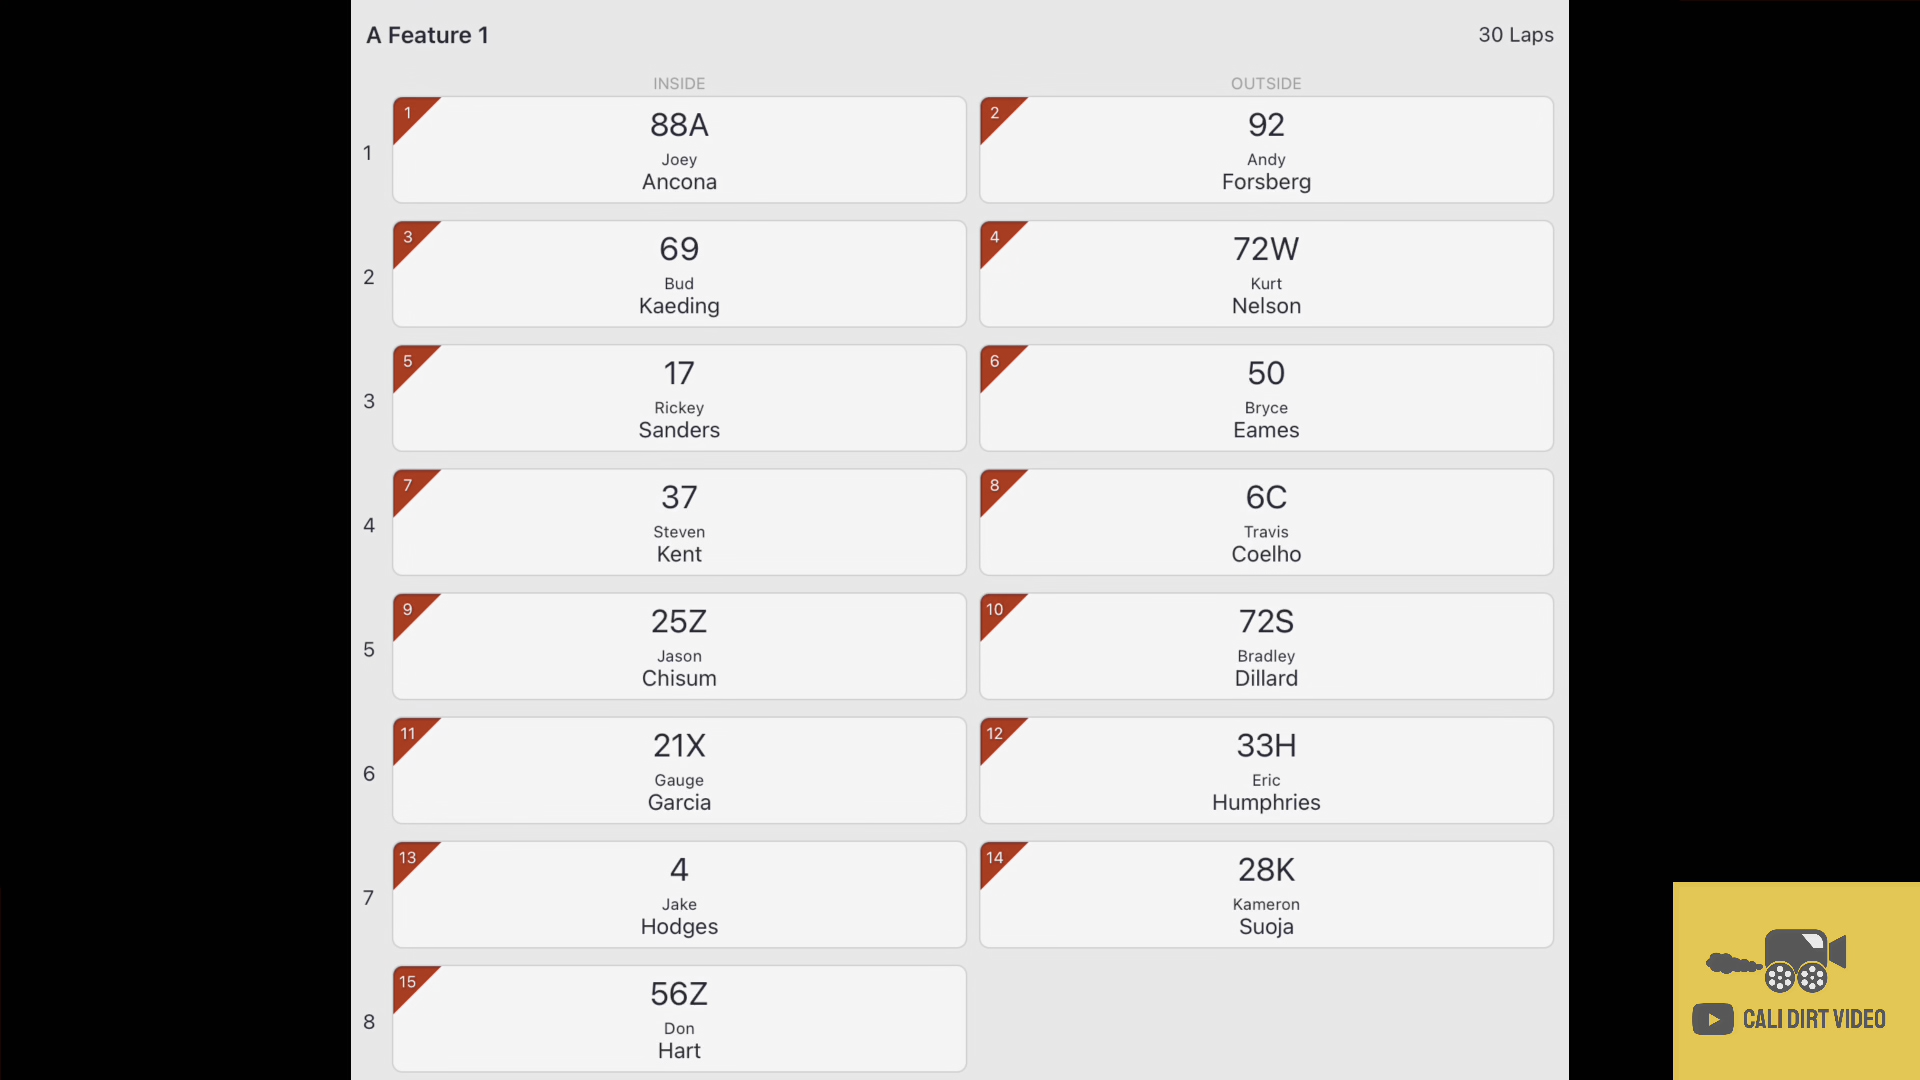 A Feature 1
30 Laps
INSIDE
OUTSIDE
1
1
88A
Joey
Ancona
2
92
Andy
Forsberg
2
3
69
Bud
Kaeding
4
72W
Kurt
Nelson
3
5
17
Rickey
Sanders
6
50
Bryce
Eames
4
7
37
Steven
Kent
8
6C
Travis
Coelho
5
9
25Z
Jason
Chisum
10
72S
Bradley
Dillard
6
11
21X
Gauge
Garcia
12
33H
Eric
Humphries
7
13
4
Jake
Hodges
14
28K
Kameron
Suoja
8
15
56Z
Don
Hart
CALI DIRT VIDEO